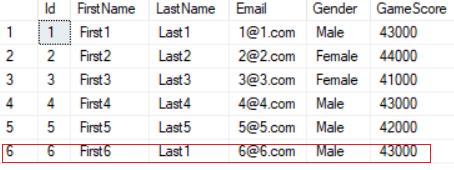 Id FirstName LastName Email Gender GameScore
1 1 First1 Last1 1@1.com Male 43000
2 2 First2 Last2 2@2.com Female 44000
3 3 First3 Last3 3@3.com Female 41000
4 4 First4 Last4 4@4.com Male 43000
5 5 First5 Last5 5@5.com Male 42000
6 6 First6 Last1 6@6.com Male 43000